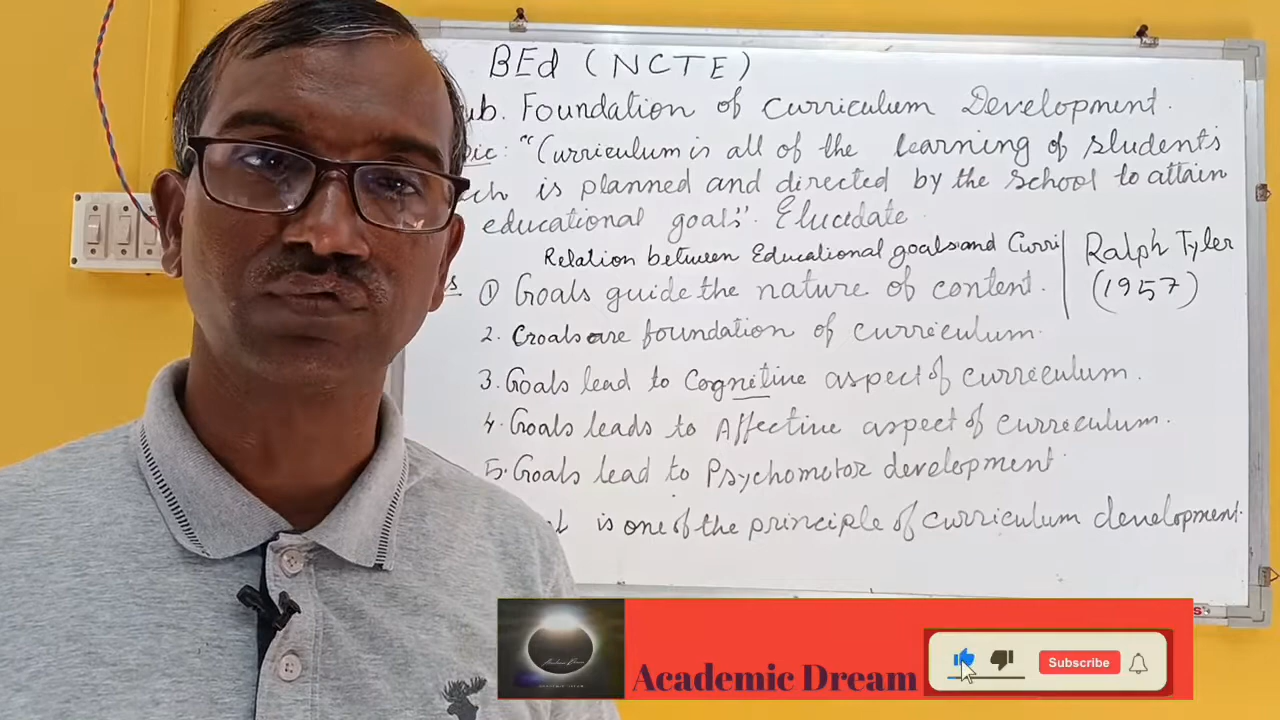 BEd (NCTE)
ub. Foundation of Curriculum Development.
pic: "Curriculum is all of the learning of students
ch is planned and directed by the school to attain
educational goals". Elucidate.
Relation between Educational goals and Curri
Ralph Tyler
(1957)
① Goals guide the nature of content.
2. Goals are foundation of curriculum.
3. Goals lead to Cognitive aspect of curriculum.
4. Goals leads to Affective aspect of curriculum.
5. Goals lead to Psychomotor development
is one of the principle of curriculum development.
Academic Dream
Subscribe